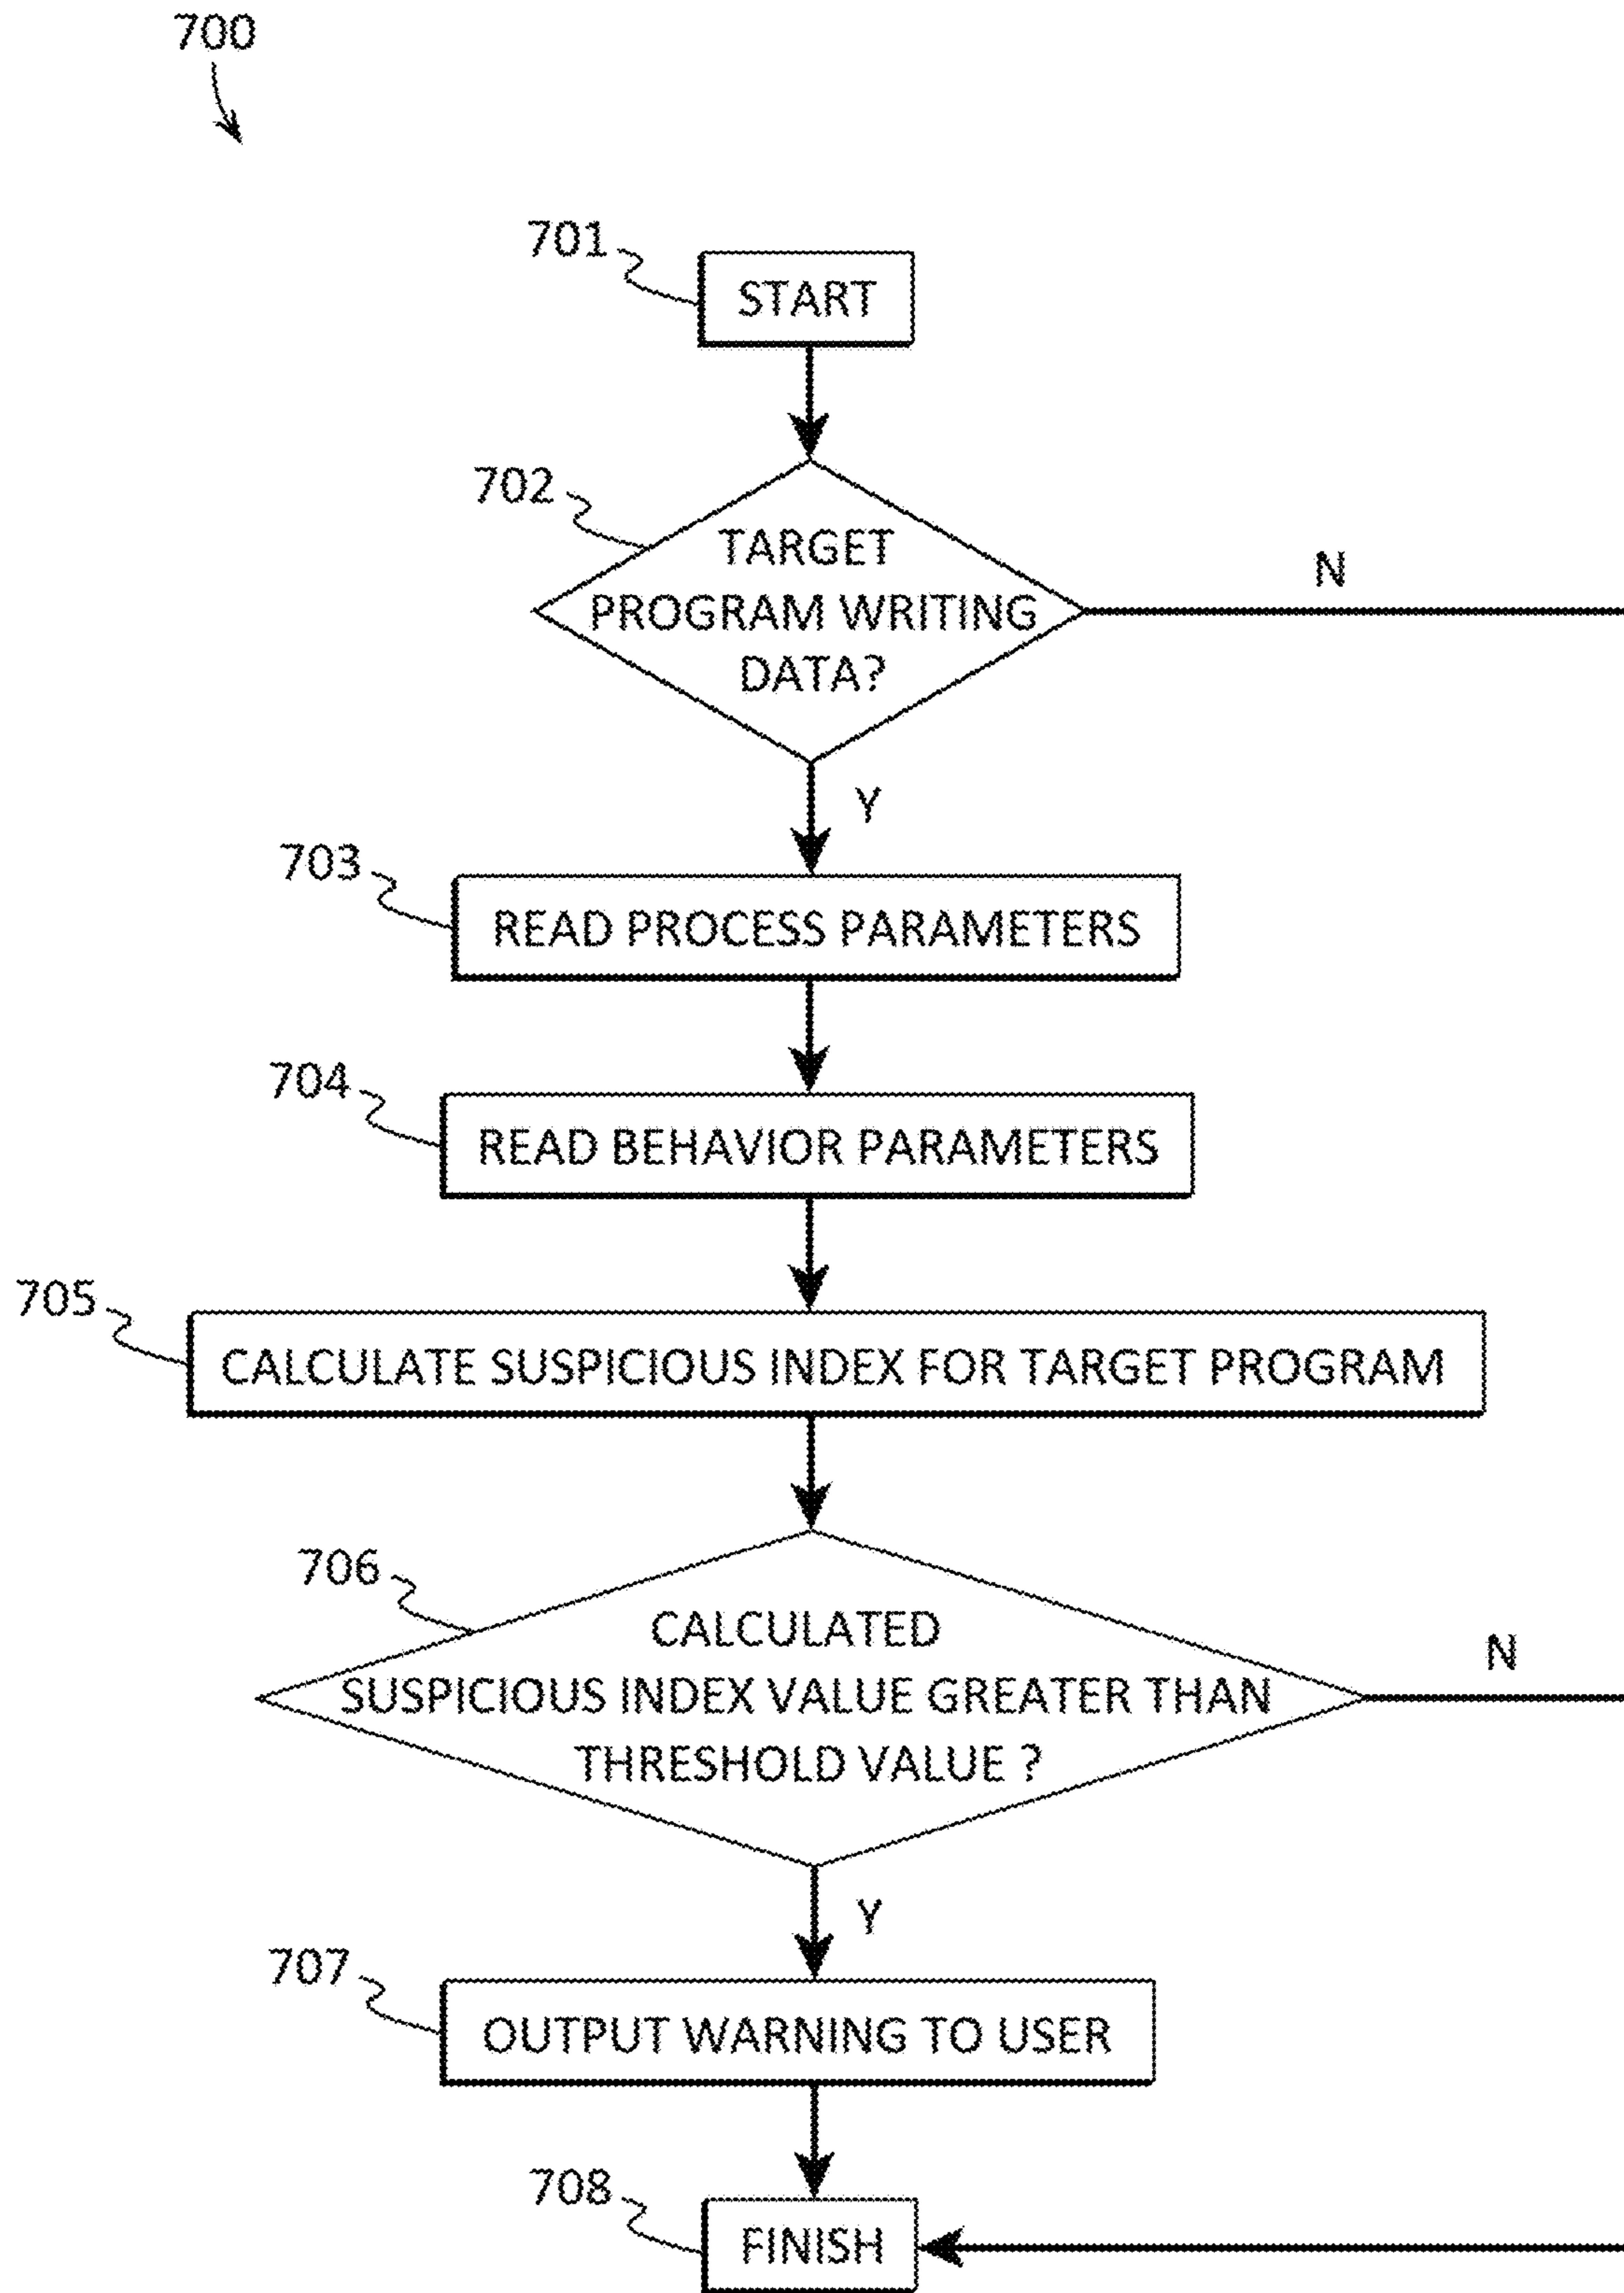 700
701
START
702
TARGET
PROGRAM WRITING
DATA?
N
Y
703
READ PROCESS PARAMETERS
704
READ BEHAVIOR PARAMETERS
705
CALCULATE SUSPICIOUS INDEX FOR TARGET PROGRAM
706
CALCULATED
SUSPICIOUS INDEX VALUE GREATER THAN
THRESHOLD VALUE ?
N
Y
707
OUTPUT WARNING TO USER
708
FINISH